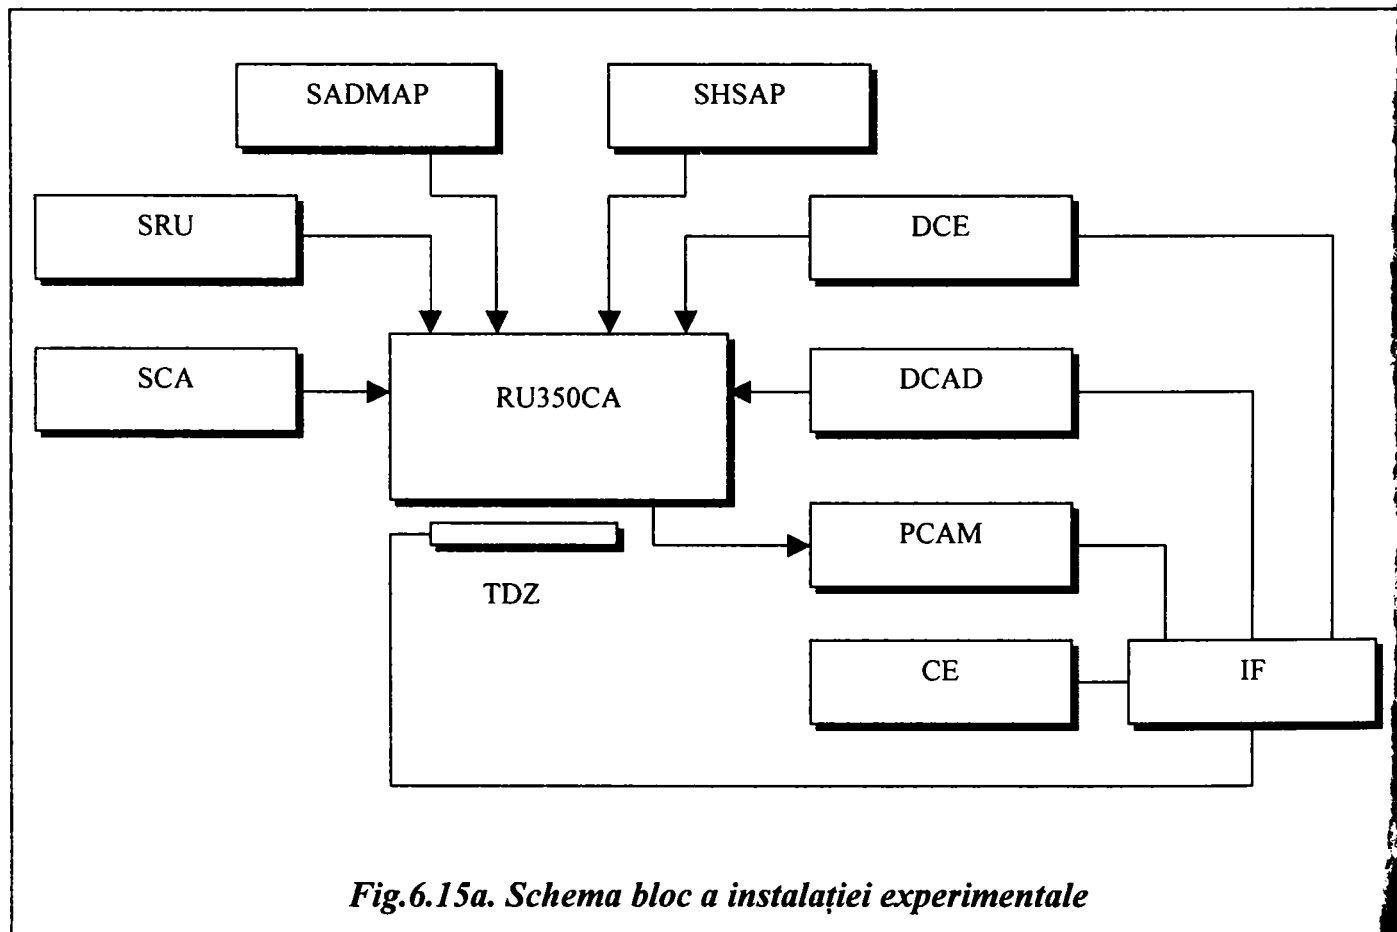 SADMAP
SHSAP
SRU
DCE
SCA
RU350CA
DCAD
PCAM
TDZ
CE
IF
Fig.6.15a. Schema bloc a instalației experimentale